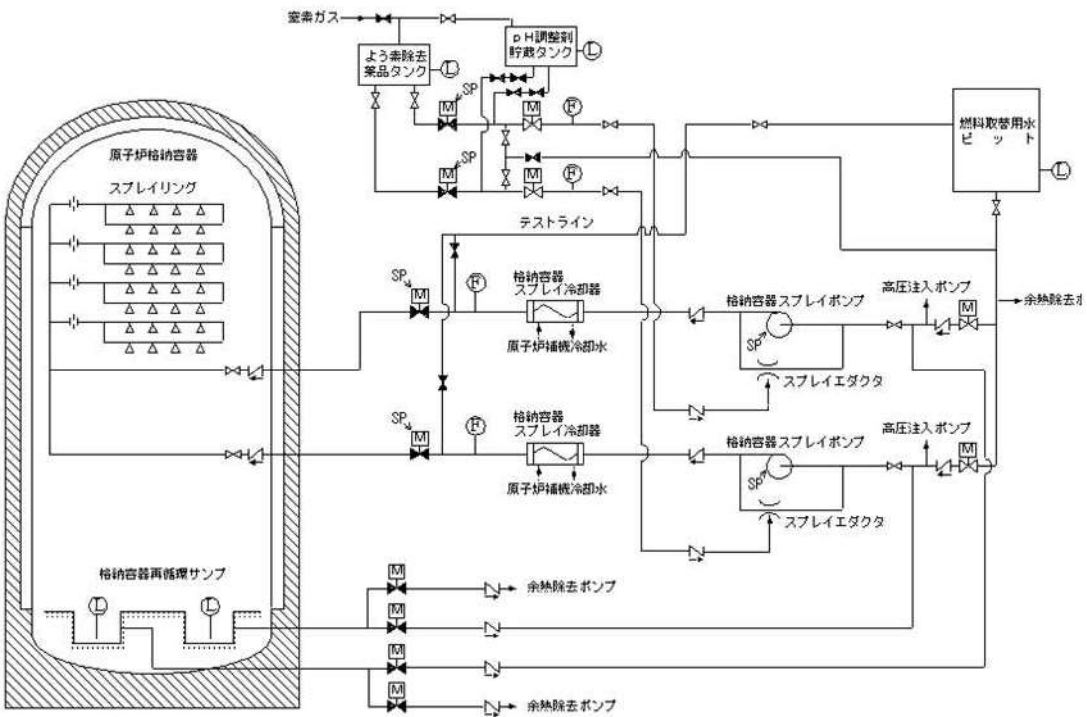 窒素ガス
よう素除去
薬品タンク
L
pH調整剤
貯蔵タンク
L
SP
M
M
F
SP
M
M
F
燃料取替用水
ピット
L
原子炉格納容器
スプレイリング
テストライン
SP
M
F
格納容器
スプレイ冷却器
原子炉補機冷却水
格納容器スプレイポンプ
SP
スプレイエダクタ
高圧注入ポンプ
M
余熱除去ポ
SP
M
F
格納容器
スプレイ冷却器
原子炉補機冷却水
格納容器スプレイポンプ
SP
スプレイエダクタ
高圧注入ポンプ
M
格納容器再循環サンプ
L
L
M
余熱除去ポンプ
M
M
M
余熱除去ポンプ